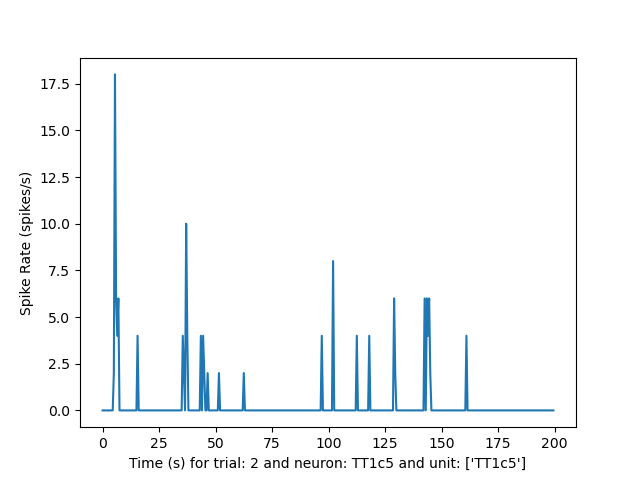 17.5
15.0
12.5
10.0
7.5
5.0
2.5
0.0
Spike Rate (spikes/s)
0 25 50 75 100 125 150 175 200
Time (s) for trial: 2 and neuron: TT1c5 and unit: ['TT1c5']